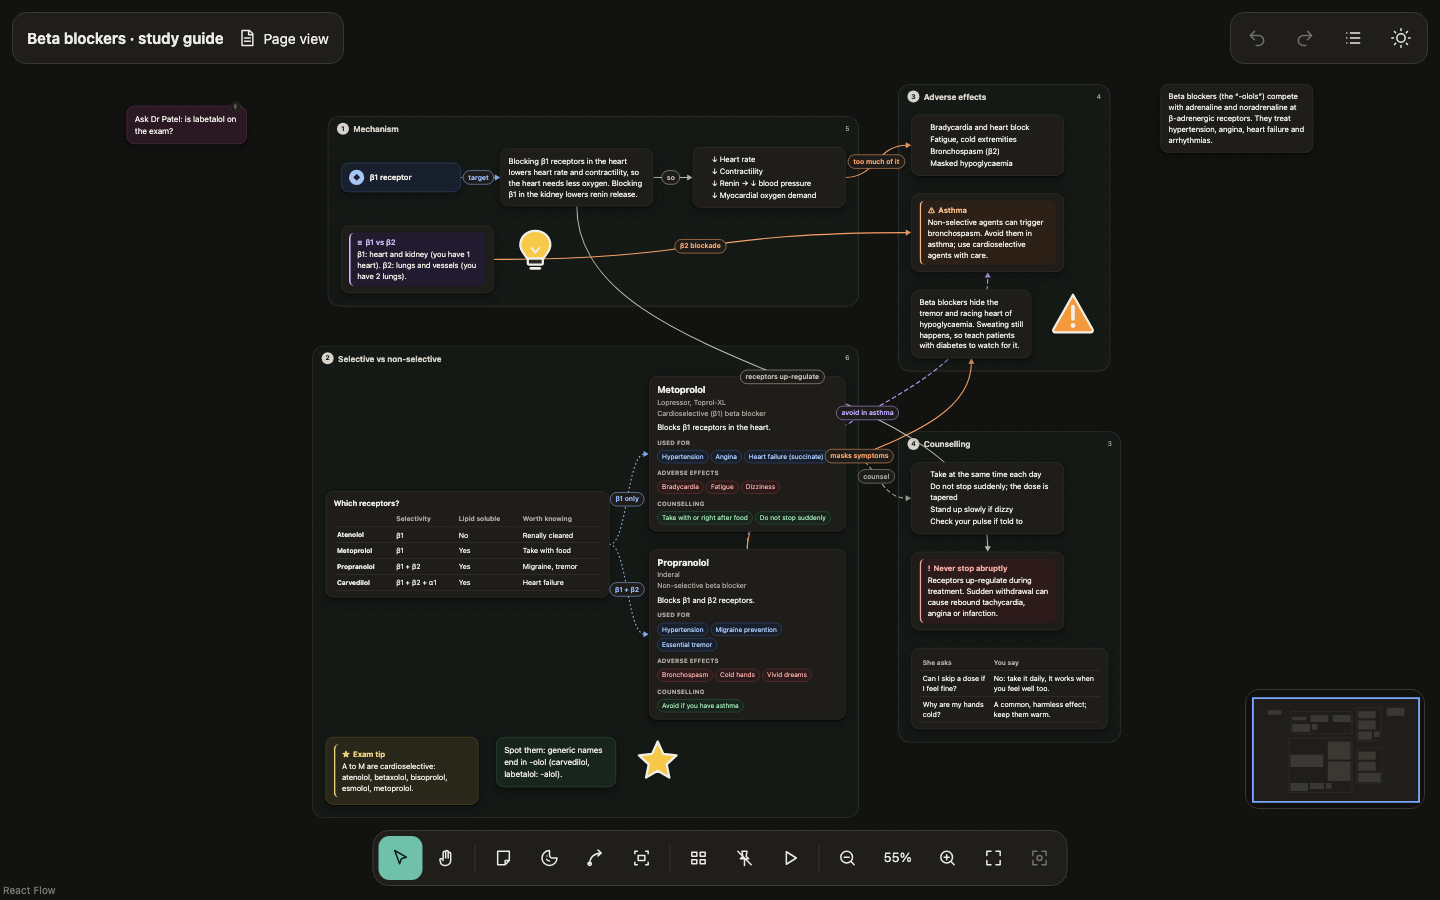 Beta blockers · study guide
Page view
Ask Dr Patel: is labetalol on
the exam?
1 Mechanism 5
β1 receptor
target
Blocking β1 receptors in the heart
lowers heart rate and contractility, so
the heart needs less oxygen. Blocking
β1 in the kidney lowers renin release.
so
↓ Heart rate
↓ Contractility
↓ Renin → ↓ blood pressure
↓ Myocardial oxygen demand
too much of it
≡ β1 vs β2
β1: heart and kidney (you have 1
heart). β2: lungs and vessels (you
have 2 lungs).
β2 blockade
3 Adverse effects 4
Bradycardia and heart block
Fatigue, cold extremities
Bronchospasm (β2)
Masked hypoglycaemia
⚠ Asthma
Non-selective agents can trigger
bronchospasm. Avoid them in
asthma; use cardioselective
agents with care.
Beta blockers hide the
tremor and racing heart of
hypoglycaemia. Sweating still
happens, so teach patients
with diabetes to watch for it.
Beta blockers (the "-olols") compete
with adrenaline and noradrenaline at
β-adrenergic receptors. They treat
hypertension, angina, heart failure and
arrhythmias.
2 Selective vs non-selective 6
receptors up-regulate
Metoprolol
Lopressor, Toprol-XL
Cardioselective (β1) beta blocker
Blocks β1 receptors in the heart.
USED FOR
Hypertension Angina Heart failure (succinate)
ADVERSE EFFECTS
Bradycardia Fatigue Dizziness
COUNSELLING
Take with or right after food Do not stop suddenly
avoid in asthma
masks symptoms
counsel
Which receptors?
Selectivity Lipid soluble Worth knowing
Atenolol β1 No Renally cleared
Metoprolol β1 Yes Take with food
Propranolol β1 + β2 Yes Migraine, tremor
Carvedilol β1 + β2 + α1 Yes Heart failure
β1 only
β1 + β2
Propranolol
Inderal
Non-selective beta blocker
Blocks β1 and β2 receptors.
USED FOR
Hypertension Migraine prevention
Essential tremor
ADVERSE EFFECTS
Bronchospasm Cold hands Vivid dreams
COUNSELLING
Avoid if you have asthma
★ Exam tip
A to M are cardioselective:
atenolol, betaxolol, bisoprolol,
esmolol, metoprolol.
Spot them: generic names
end in -olol (carvedilol,
labetalol: -alol).
4 Counselling 3
Take at the same time each day
Do not stop suddenly; the dose is
tapered
Stand up slowly if dizzy
Check your pulse if told to
! Never stop abruptly
Receptors up-regulate during
treatment. Sudden withdrawal can
cause rebound tachycardia,
angina or infarction.
She asks You say
Can I skip a dose if No: take it daily, it works when
I feel fine? you feel well too.
Why are my hands A common, harmless effect;
cold? keep them warm.
55%
React Flow